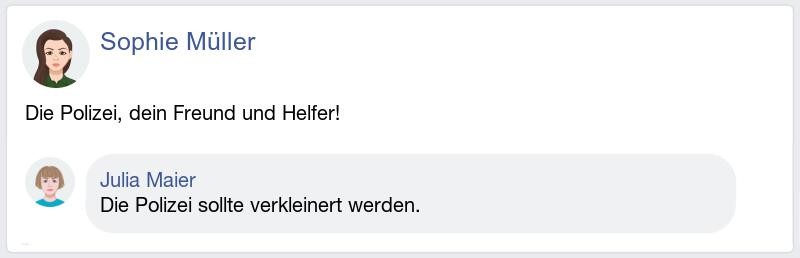 Sophie Müller
Die Polizei, dein Freund und Helfer!
Julia Maier
Die Polizei sollte verkleinert werden.